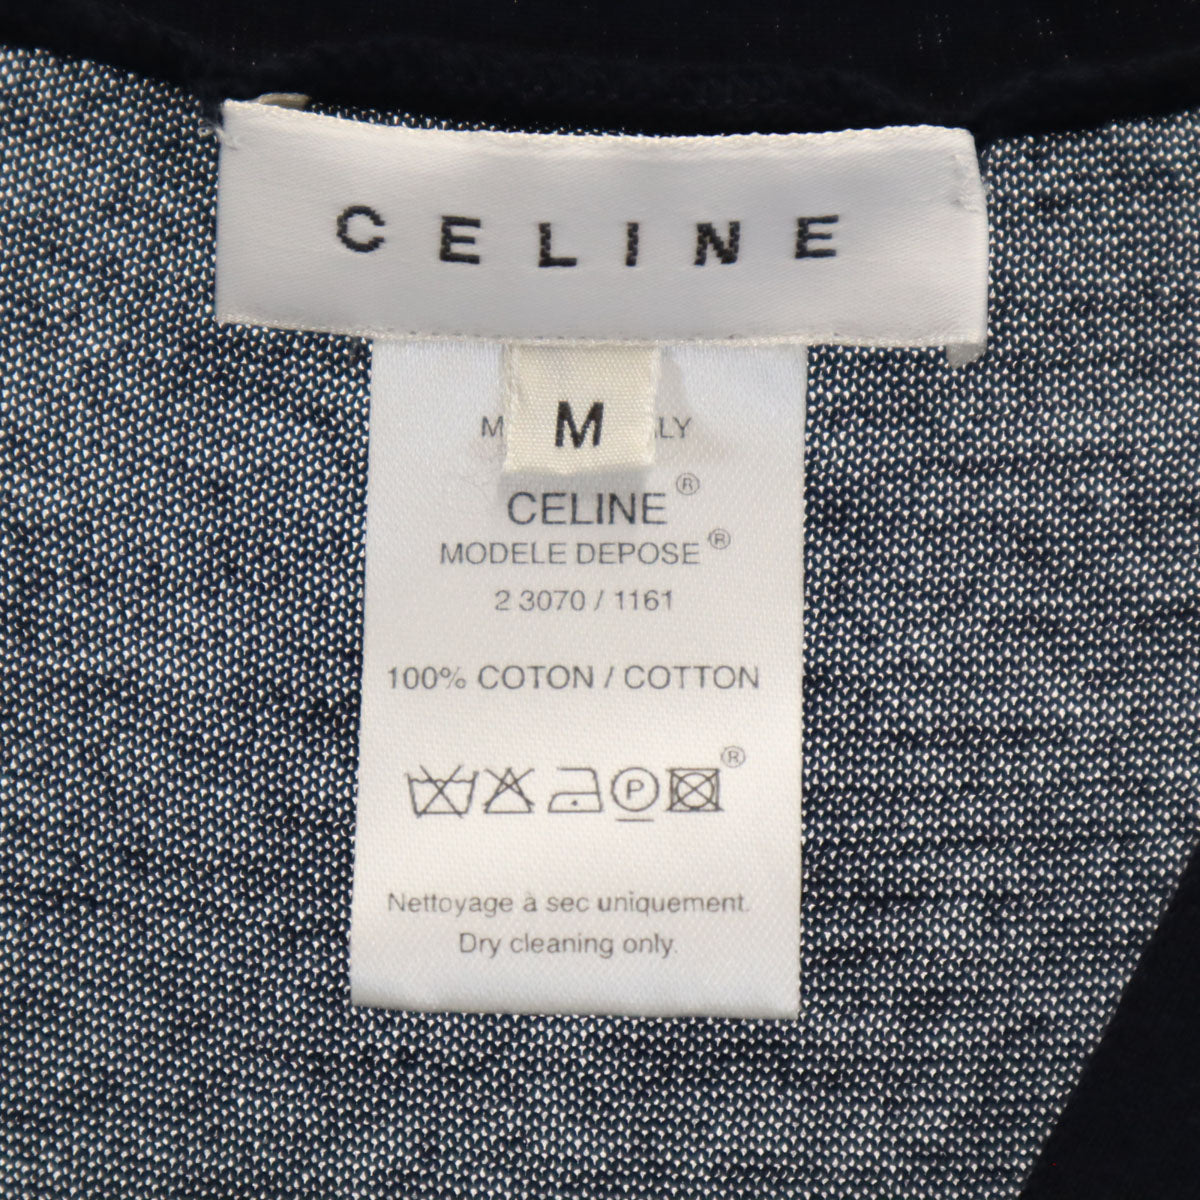 CELINE
M
CELINE ®
MODELE DEPOSE ®
2 3070 / 1161
100% COTON / COTTON
P ®
Nettoyage à sec uniquement.
Dry cleaning only.